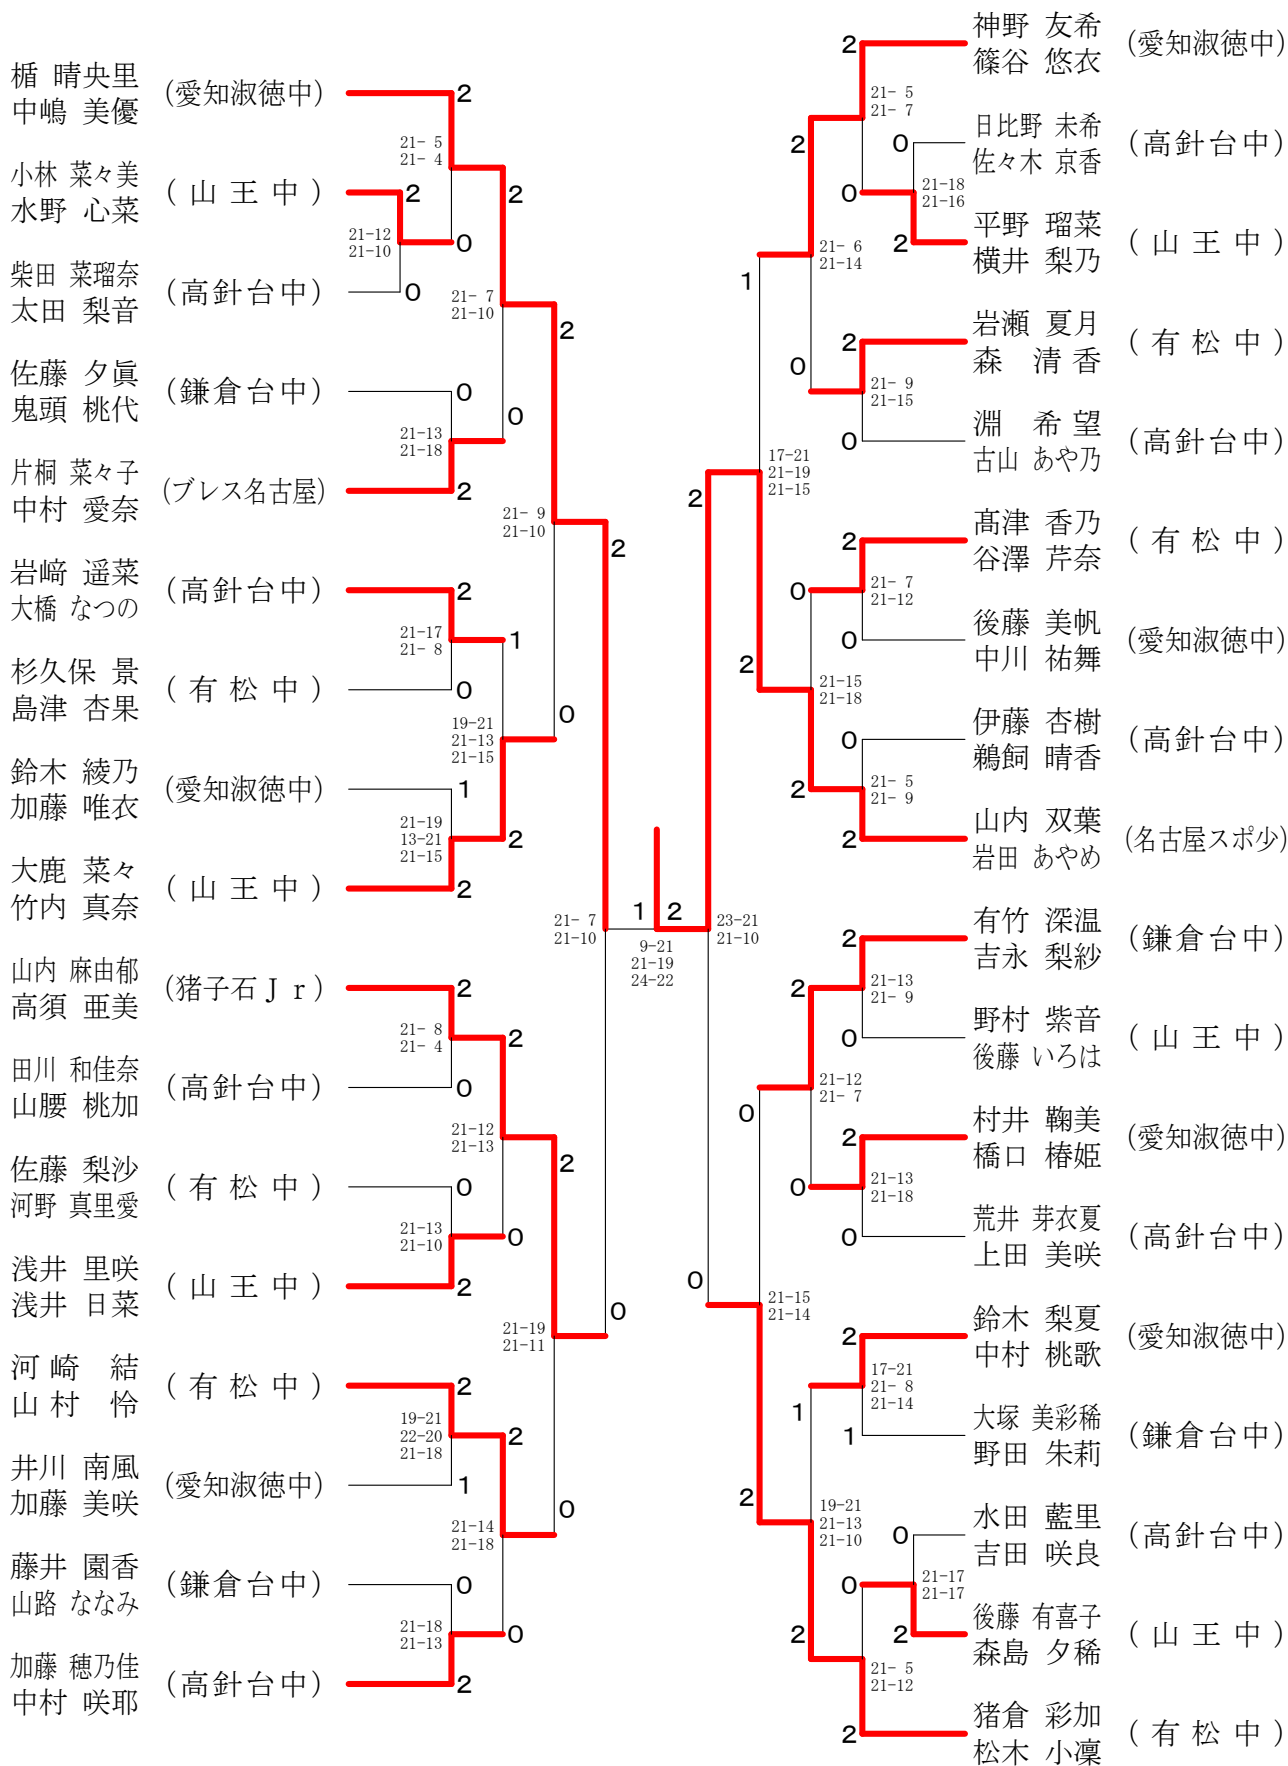 楯 晴央里
中嶋 美優
(愛知淑徳中)
2
21- 5
21- 4
小林 菜々美
水野 心菜
( 山 王 中 )
2
2
21-12
21-10
0
柴田 菜瑠奈
太田 梨音
(高針台中)
0
21- 7
21-10
2
佐藤 夕眞
鬼頭 桃代
(鎌倉台中)
0
0
21-13
21-18
片桐 菜々子
中村 愛奈
(ブレス名古屋)
2
21- 9
21-10
2
岩﨑 遥菜
大橋 なつの
(高針台中)
2
21-17
21- 8
1
杉久保 景
島津 杏果
( 有 松 中 )
0
19-21
21-13
21-15
0
鈴木 綾乃
加藤 唯衣
(愛知淑徳中)
1
21-19
13-21
21-15
2
大鹿 菜々
竹内 真奈
( 山 王 中 )
2
21- 7
21-10
山内 麻由郁
高須 亜美
(猪子石Jr)
2
21- 8
21- 4
2
田川 和佳奈
山腰 桃加
(高針台中)
0
21-12
21-13
2
佐藤 梨沙
河野 真里愛
( 有 松 中 )
0
21-13
21-10
0
浅井 里咲
浅井 日菜
( 山 王 中 )
2
0
21-19
21-11
河崎 結
山村 怜
( 有 松 中 )
2
19-21
22-20
21-18
2
井川 南風
加藤 美咲
(愛知淑徳中)
1
0
21-14
21-18
藤井 園香
山路 ななみ
(鎌倉台中)
0
21-18
21-13
0
加藤 穂乃佳
中村 咲耶
(高針台中)
2
1
2
9-21
21-19
24-22
2
神野 友希
篠谷 悠衣
(愛知淑徳中)
21- 5
21- 7
2
0
日比野 未希
佐々木 京香
(高針台中)
0
21-18
21-16
2
平野 瑠菜
横井 梨乃
( 山 王 中 )
1
21- 6
21-14
2
岩瀬 夏月
森 清香
( 有 松 中 )
0
21- 9
21-15
0
淵 希望
古山 あや乃
(高針台中)
2
17-21
21-19
21-15
2
髙津 香乃
谷澤 芹奈
( 有 松 中 )
0
21- 7
21-12
0
後藤 美帆
中川 祐舞
(愛知淑徳中)
2
21-15
21-18
0
伊藤 杏樹
鵜飼 晴香
(高針台中)
2
21- 5
21- 9
2
山内 双葉
岩田 あやめ
(名古屋スポ少)
23-21
21-10
2
有竹 深温
吉永 梨紗
(鎌倉台中)
2
21-13
21- 9
0
野村 紫音
後藤 いろは
( 山 王 中 )
0
21-12
21- 7
2
村井 鞠美
橋口 椿姫
(愛知淑徳中)
0
21-13
21-18
0
荒井 芽衣夏
上田 美咲
(高針台中)
0
21-15
21-14
2
鈴木 梨夏
中村 桃歌
(愛知淑徳中)
1
17-21
21- 8
21-14
1
大塚 美彩稀
野田 朱莉
(鎌倉台中)
2
19-21
21-13
21-10
0
水田 藍里
吉田 咲良
(高針台中)
0
21-17
21-17
2
後藤 有喜子
森島 夕稀
( 山 王 中 )
2
21- 5
21-12
2
猪倉 彩加
松木 小凜
( 有 松 中 )